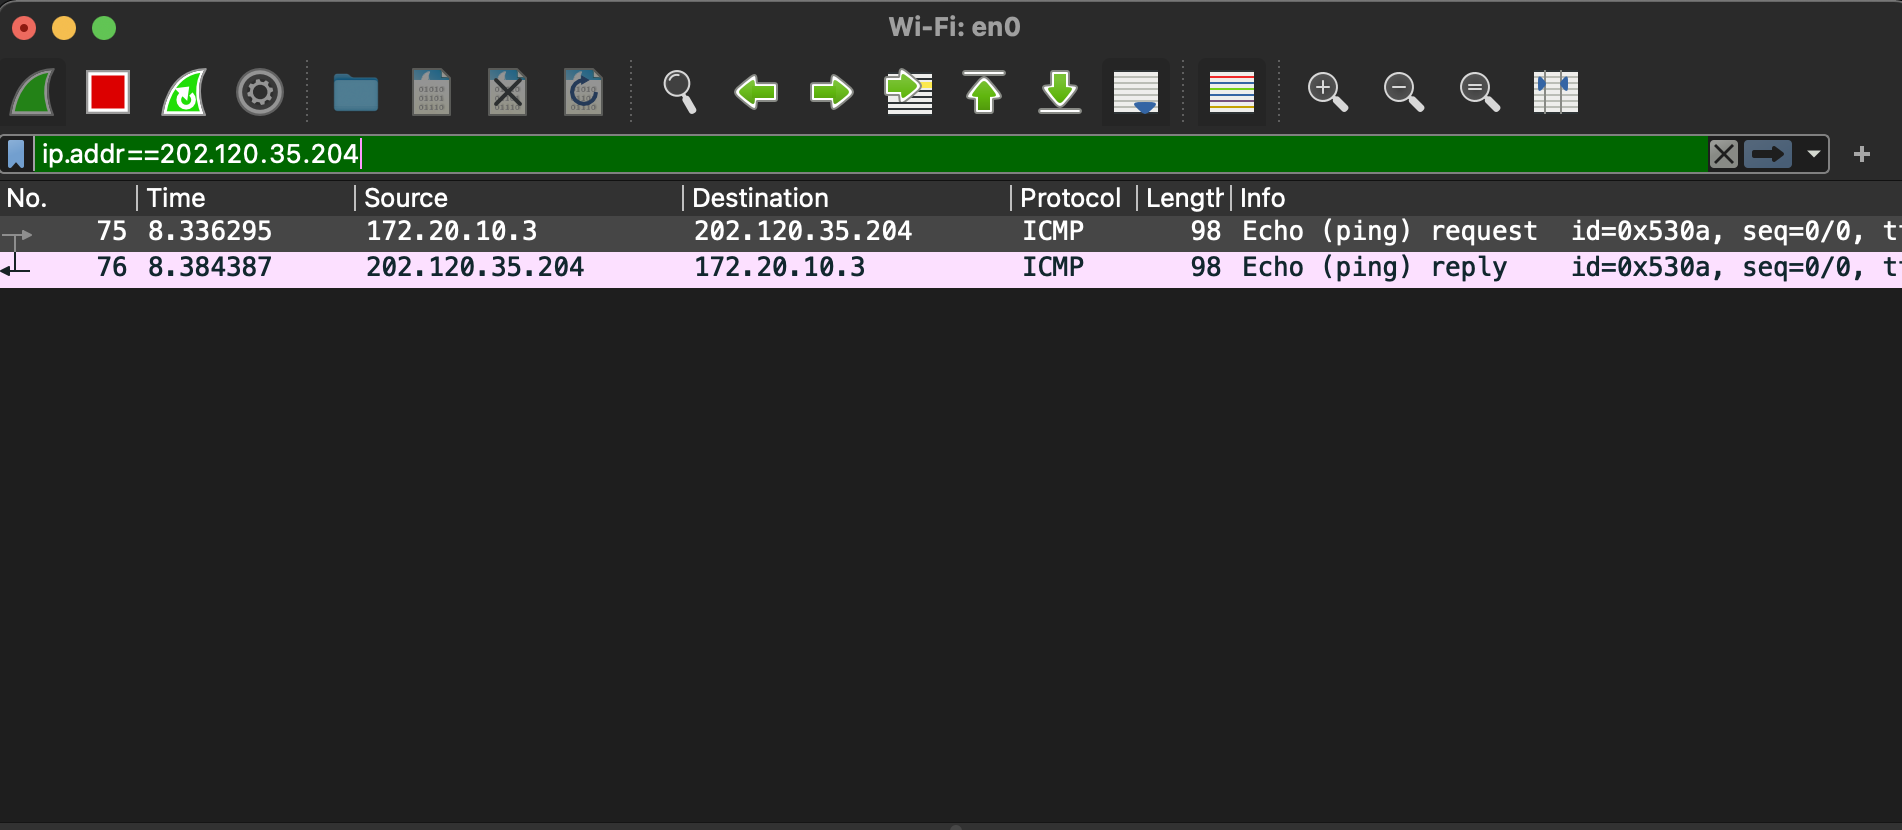 Wi-Fi: en0
ip.addr==202.120.35.204
No. Time Source Destination Protocol Length Info
75 8.336295 172.20.10.3 202.120.35.204 ICMP 98 Echo (ping) request id=0x530a, seq=0/0,
76 8.384387 202.120.35.204 172.20.10.3 ICMP 98 Echo (ping) reply id=0x530a, seq=0/0,